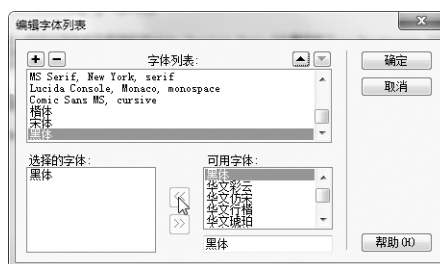 编辑字体列表
字体列表:
MS Serif, New York, serif
Lucida Console, Monaco, monospace
Comic Sans MS, cursive
楷体
宋体
黑体
确定
取消
选择的字体:
黑体
可用字体:
黑体
华文彩云
华文仿宋
华文行楷
华文琥珀
黑体
帮助(H)